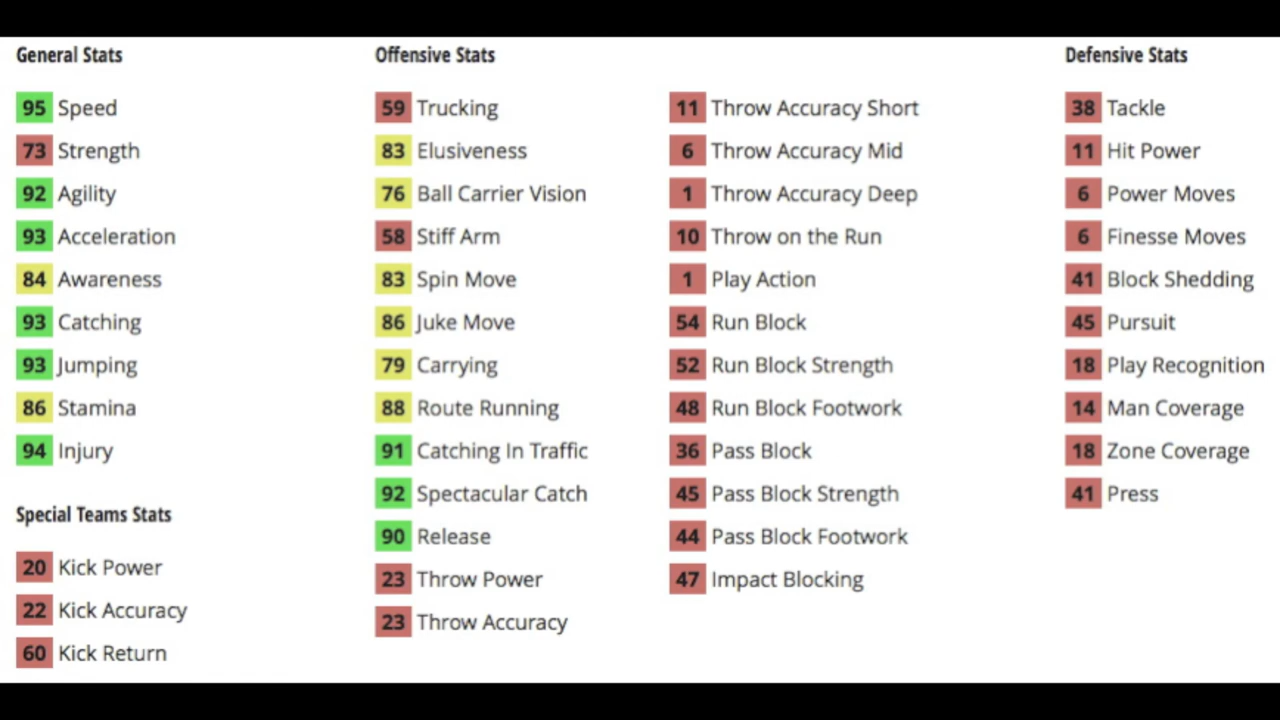 General Stats
95 Speed
73 Strength
92 Agility
93 Acceleration
84 Awareness
93 Catching
93 Jumping
86 Stamina
94 Injury
Special Teams Stats
20 Kick Power
22 Kick Accuracy
60 Kick Return
Offensive Stats
59 Trucking
83 Elusiveness
76 Ball Carrier Vision
58 Stiff Arm
83 Spin Move
86 Juke Move
79 Carrying
88 Route Running
91 Catching In Traffic
92 Spectacular Catch
90 Release
23 Throw Power
23 Throw Accuracy
11 Throw Accuracy Short
6 Throw Accuracy Mid
1 Throw Accuracy Deep
10 Throw on the Run
1 Play Action
54 Run Block
52 Run Block Strength
48 Run Block Footwork
36 Pass Block
45 Pass Block Strength
44 Pass Block Footwork
47 Impact Blocking
Defensive Stats
38 Tackle
11 Hit Power
6 Power Moves
6 Finesse Moves
41 Block Shedding
45 Pursuit
18 Play Recognition
14 Man Coverage
18 Zone Coverage
41 Press